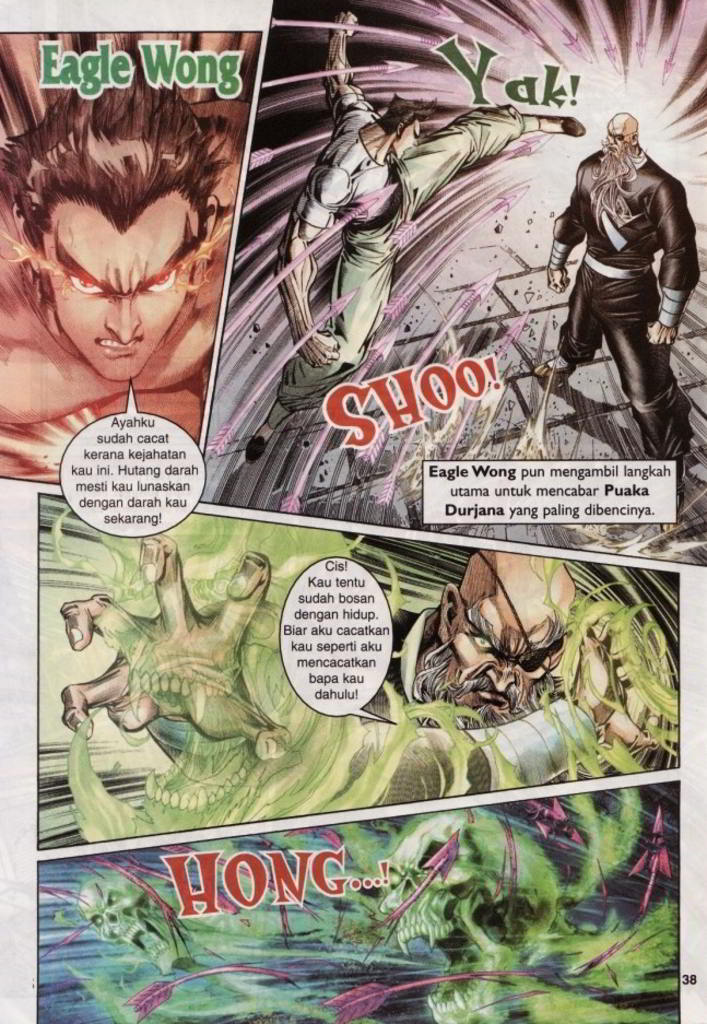 Eagle Wong
Yak!
Ayahku
sudah cacat
kerana kejahatan
kau ini. Hutang darah
mesti kau lunaskan
dengan darah kau
sekarang!
SHOO!
Eagle Wong pun mengambil langkah
utama untuk mencabar Puaka
Durjana yang paling dibencinya.
Cis!
Kau tentu
sudah bosan
dengan hidup.
Biar aku cacatkan
kau seperti aku
mencacatkan
bapa kau
dahulu!
HONG...!
38